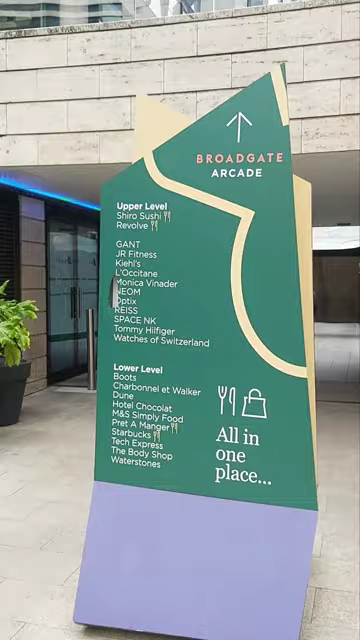 BROADGATE
ARCADE
Upper Level
Shiro Sushi
Revolve
GANT
JR Fitness
Kiehl's
L'Occitane
Monica Vinader
NEOM
Optix
REISS
SPACE NK
Tommy Hilfiger
Watches of Switzerland
Lower Level
Boots
Charbonnel et Walker
Dune
Hotel Chocolat
M&S Simply Food
Pret A Manger
Starbucks
Tech Express
The Body Shop
Waterstones
All in
one
place...